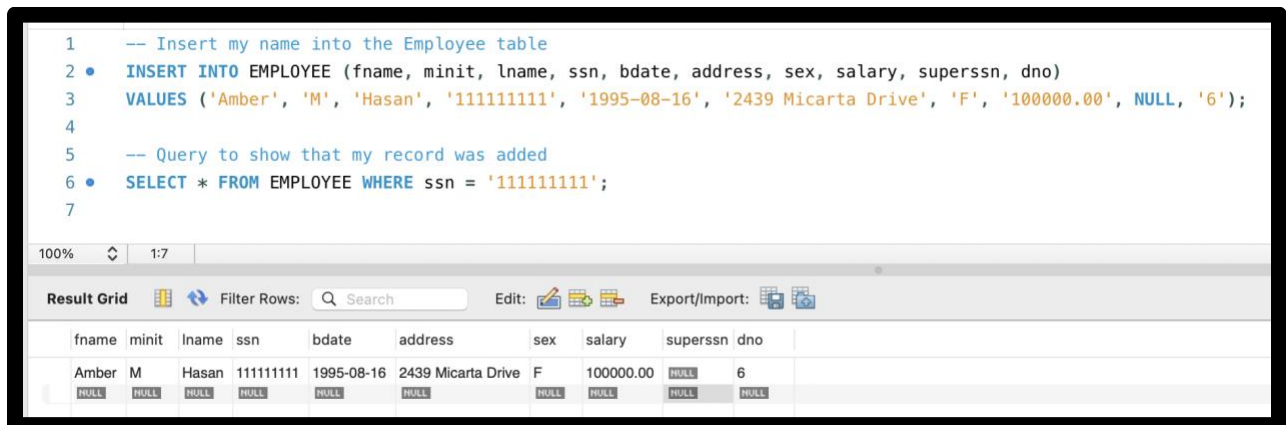 1 -- Insert my name into the Employee table
2 INSERT INTO EMPLOYEE (fname, minit, lname, ssn, bdate, address, sex, salary, superssn, dno)
3 VALUES ('Amber', 'M', 'Hasan', '111111111', '1995-08-16', '2439 Micarta Drive', 'F', '100000.00', NULL, '6');
4
5 -- Query to show that my record was added
6 SELECT * FROM EMPLOYEE WHERE ssn = '111111111';
7
100% 1:7
Result Grid Filter Rows: Search Edit: Export/Import:
fname minit lname ssn bdate address sex salary superssn dno
Amber M Hasan 111111111 1995-08-16 2439 Micarta Drive F 100000.00 NULL 6
NULL NULL NULL NULL NULL NULL NULL NULL NULL NULL